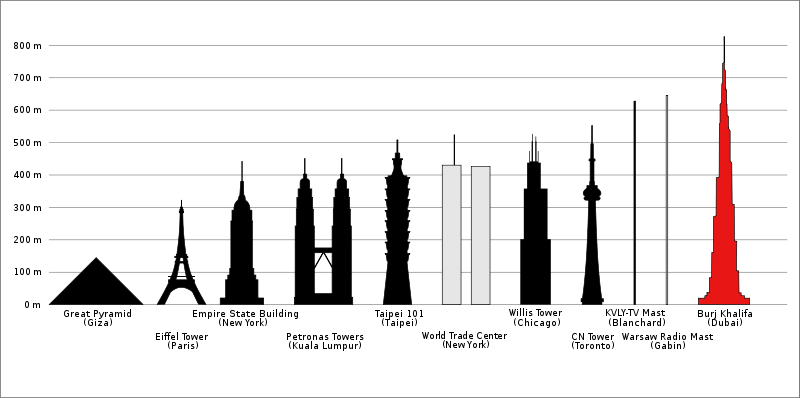 800 m
700 m
600 m
500 m
400 m
300 m
200 m
100 m
0 m
Great Pyramid
(Giza)
Eiffel Tower
(Paris)
Empire State Building
(New York)
Petronas Towers
(Kuala Lumpur)
Taipei 101
(Taipei)
World Trade Center
(New York)
Willis Tower
(Chicago)
CN Tower
(Toronto)
KVLY-TV Mast
(Blanchard)
Warsaw Radio Mast
(Gabin)
Burj Khalifa
(Dubai)